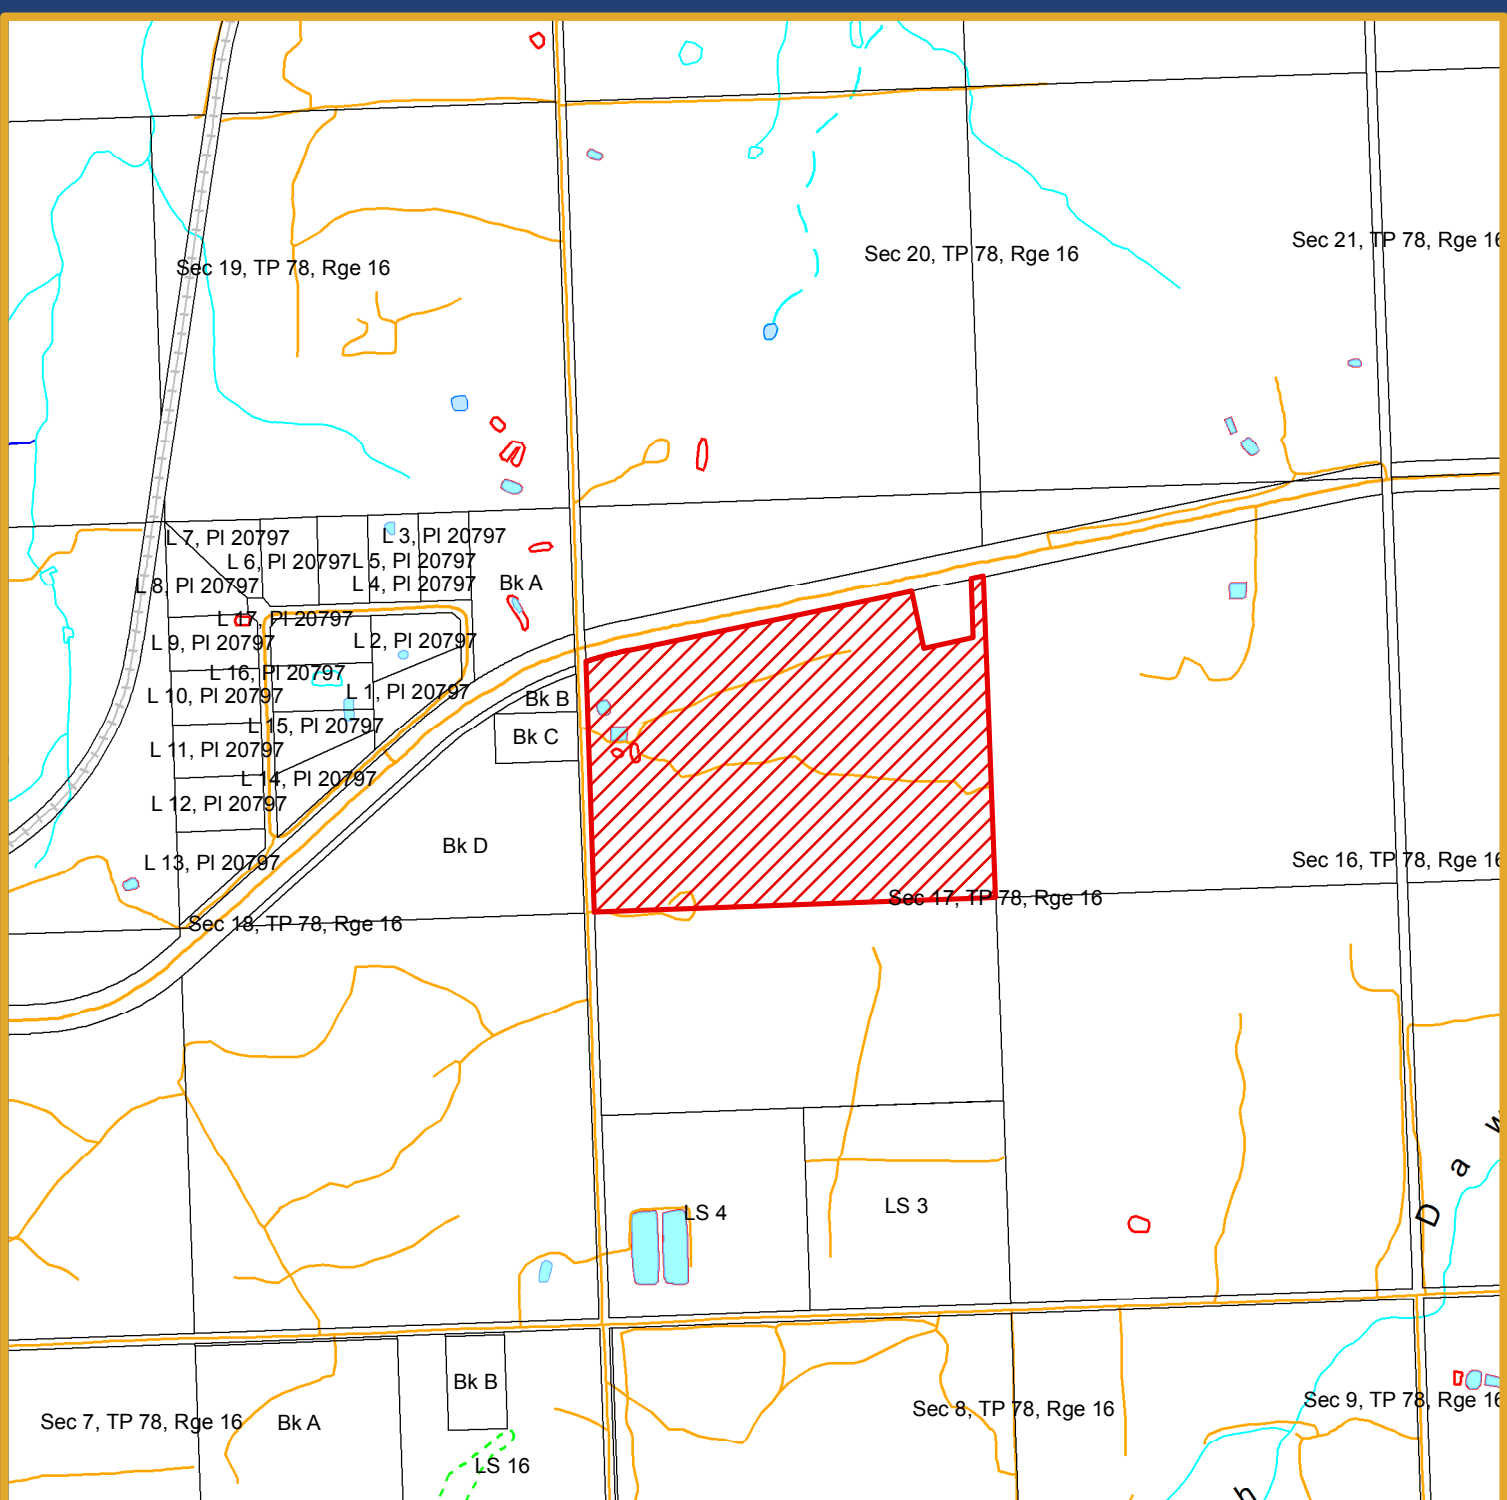 Sec 19, TP 78, Rge 16
Sec 20, TP 78, Rge 16
Sec 21, TP 78, Rge 16
L 7, Pl 20797
L 3, Pl 20797
L 6, Pl 20797
L 5, Pl 20797
L 8, Pl 20797
L 4, Pl 20797
Bk A
L 17, Pl 20797
L 9, Pl 20797
L 2, Pl 20797
L 16, Pl 20797
L 10, Pl 20797
L 1, Pl 20797
Bk B
L 15, Pl 20797
Bk C
L 11, Pl 20797
L 14, Pl 20797
L 12, Pl 20797
Bk D
L 13, Pl 20797
Sec 16, TP 78, Rge 16
Sec 17, TP 78, Rge 16
Sec 18, TP 78, Rge 16
D a w
LS 4
LS 3
Bk B
Sec 7, TP 78, Rge 16
Bk A
Sec 8, TP 78, Rge 16
Sec 9, TP 78, Rge 16
LS 16
h